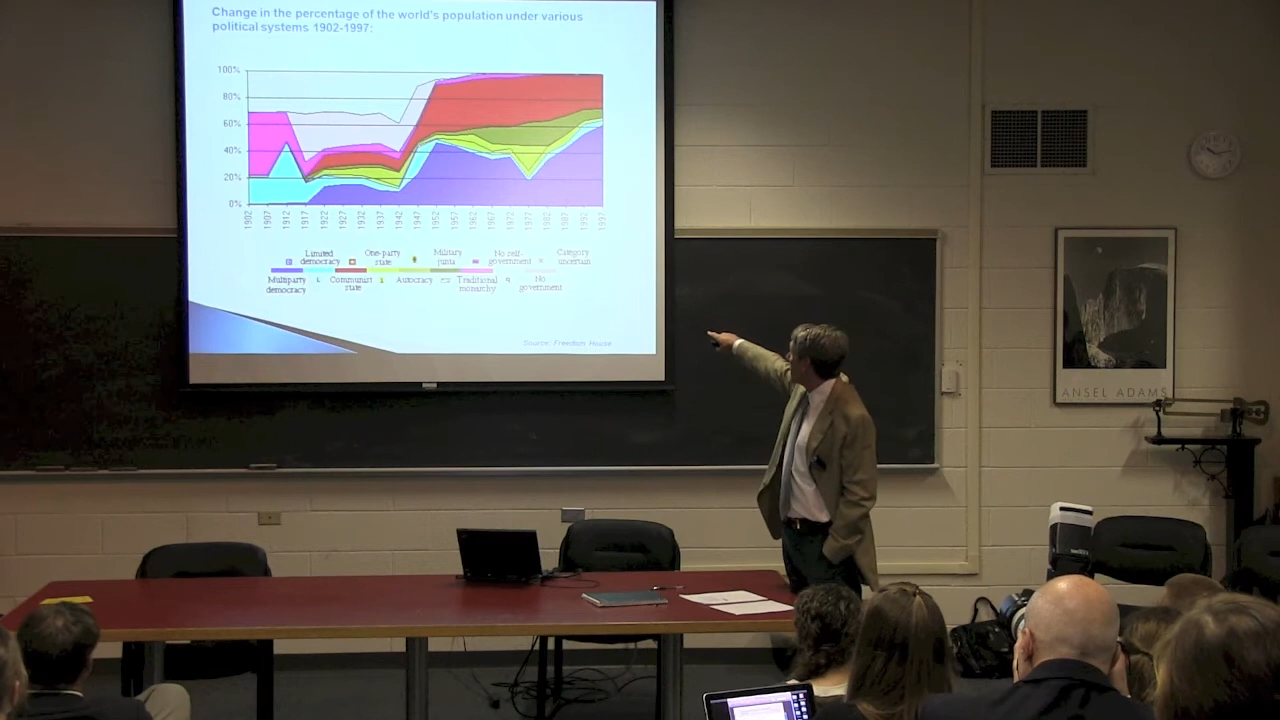 Change in the percentage of the world's population under various
political systems 1902-1997:
100%
80%
60%
40%
20%
0%
1902 1907 1912 1917 1922 1927 1932 1937 1942 1947 1952 1957 1962 1967 1972 1977 1982 1987 1992 1997
Limited democracy One-party state Military junta No self-government Category uncertain
Multiparty democracy Communist state Autocracy Traditional monarchy No government
Source: Freedom House
ANSEL ADAMS